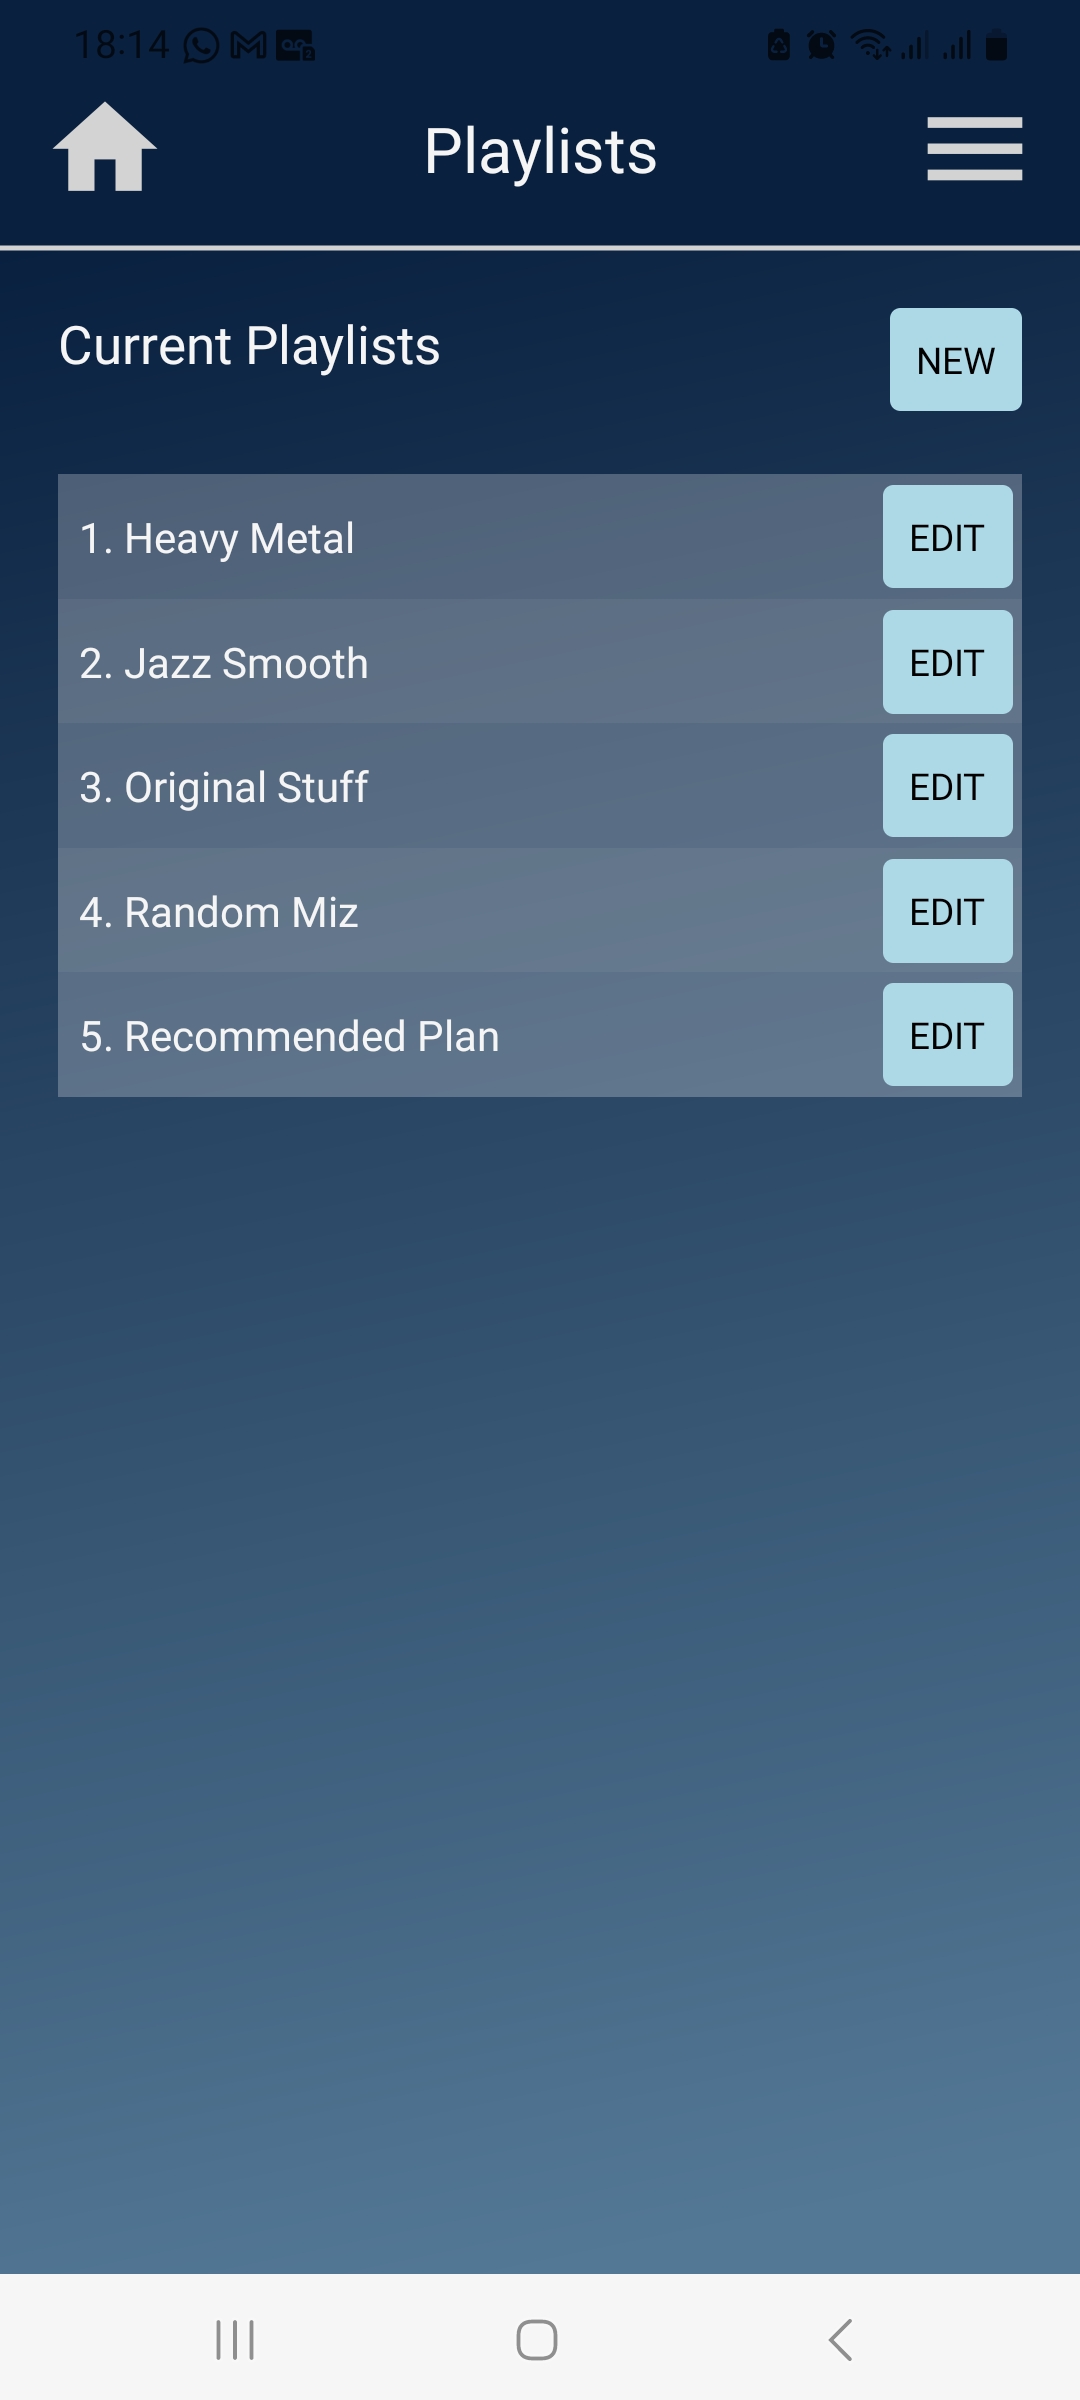 18:14
Playlists
Current Playlists
NEW
1. Heavy Metal
EDIT
2. Jazz Smooth
EDIT
3. Original Stuff
EDIT
4. Random Miz
EDIT
5. Recommended Plan
EDIT